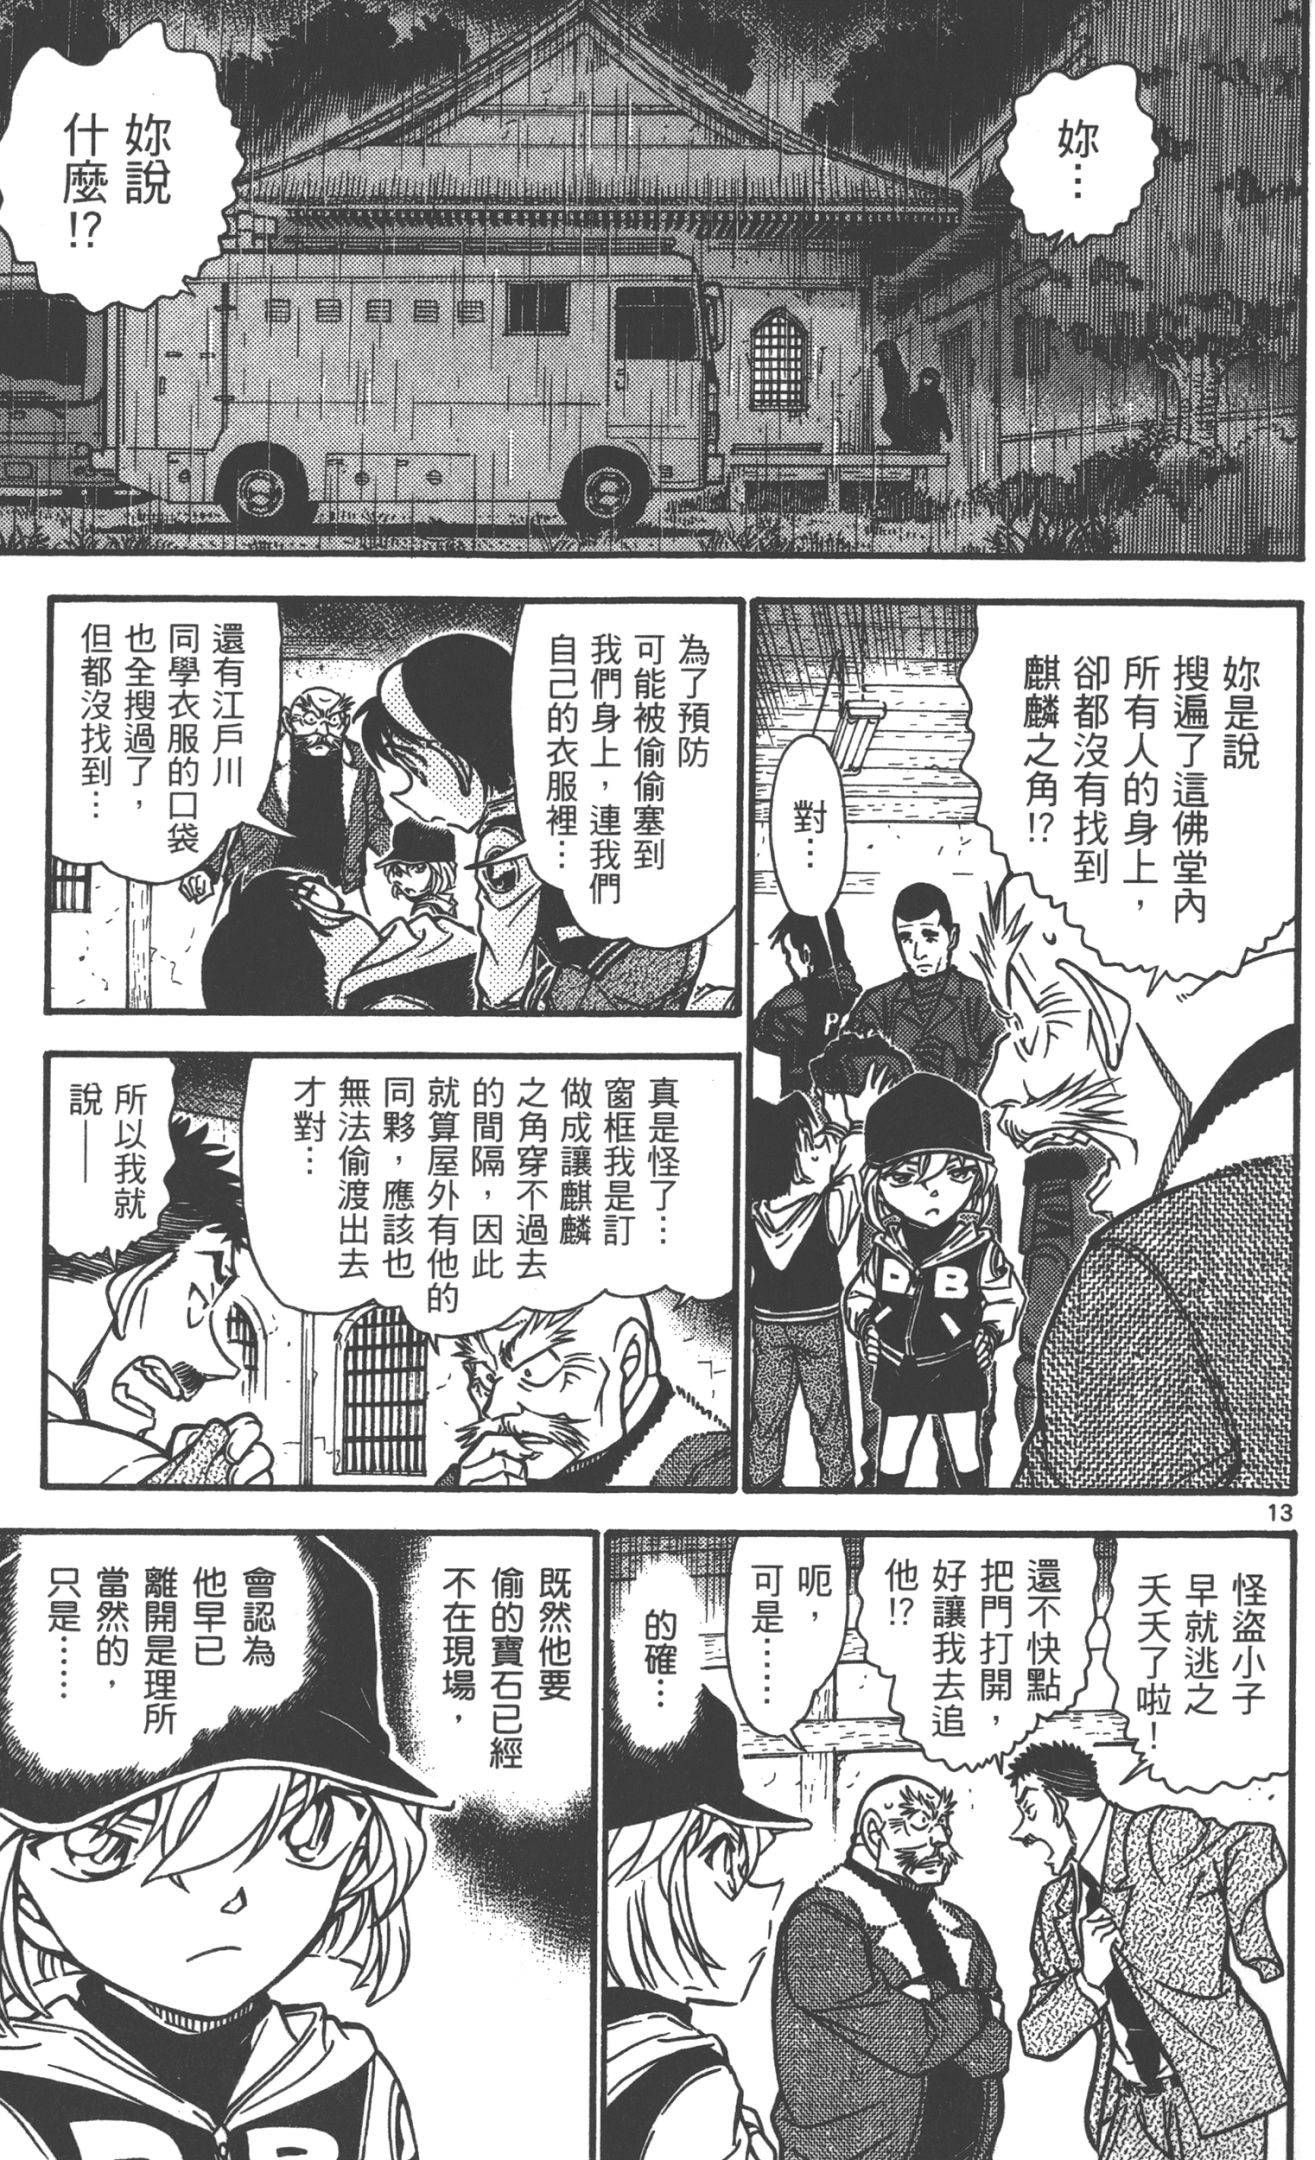 妳…
妳說
什麼!?
妳是說
搜遍了這佛堂內
所有人的身上，
卻都沒有找到
麒麟之角!?
對…
P
B
為了預防
可能被偷偷塞到
我們身上，連我們
自己的衣服裡…
還有江戶川
同學衣服的口袋
也全搜過了，
但都沒找到…
真是怪了…
窗框我是訂
做成讓麒麟
之角穿不過去
的間隔，因此
就算屋外有他的
同夥，應該也
無法偷渡出去
才對…
所以我就
說——
13
怪盜小子
早就逃之
夭夭了啦！
還不快點
把門打開，
好讓我去追
他!?
呃，
可是……
的確…
既然他要
偷的寶石已經
不在現場，
會認為
他早已
離開是理所
當然的，
只是……
B